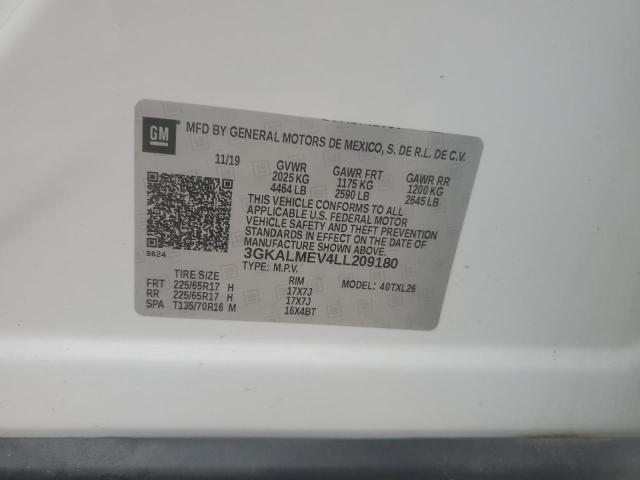 GM
MFD BY GENERAL MOTORS DE MEXICO, S. DE R.L. DE C.V.
11/19 GVWR GAWR FRT GAWR RR
2025 KG 1175 KG 1200 KG
4464 LB 2590 LB 2645 LB
THIS VEHICLE CONFORMS TO ALL
APPLICABLE U.S. FEDERAL MOTOR
VEHICLE SAFETY AND THEFT PREVENTION
STANDARDS IN EFFECT ON THE DATE OF
MANUFACTURE SHOWN ABOVE.
3GKALMEV4LL209180
8624
TYPE: M.P.V. MODEL: 40TXL26
TIRE SIZE RIM
FRT 225/65R17 H 17X7J
RR 225/65R17 H 17X7J
SPA T135/70R16 M 16X4BT